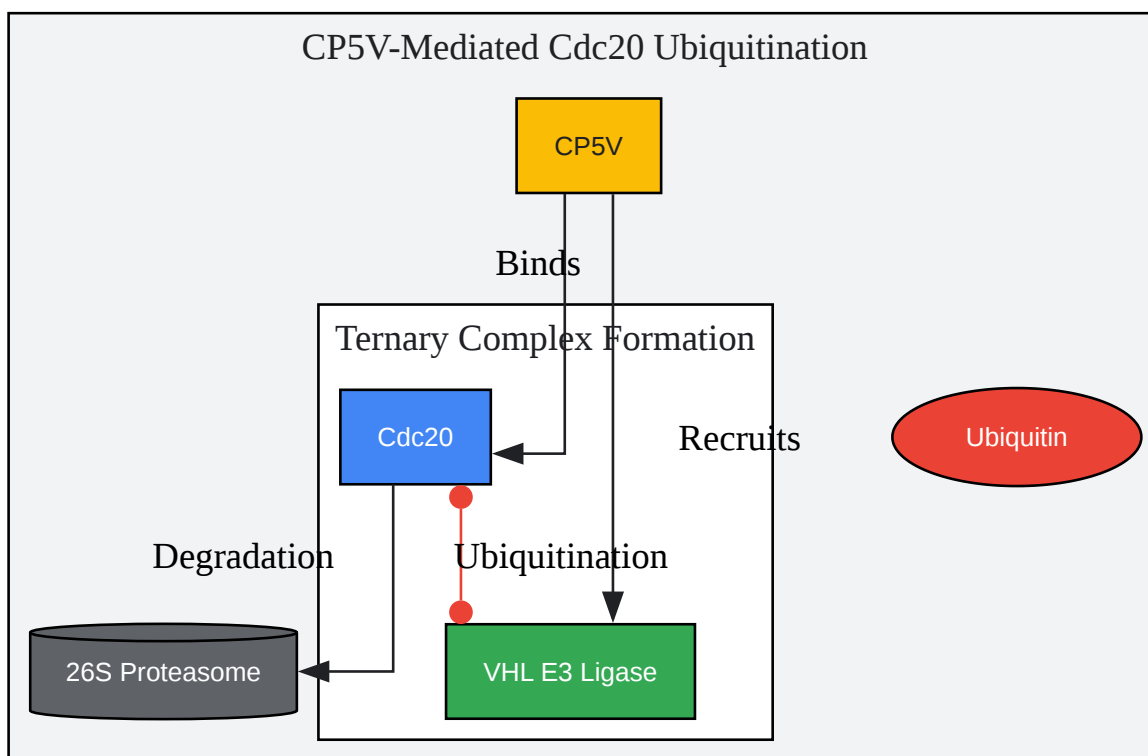 CP5V-Mediated Cdc20 Ubiquitination
CP5V
Binds
Ternary Complex Formation
Cdc20
Recruits
Ubiquitin
Degradation
Ubiquitination
26S Proteasome
VHL E3 Ligase